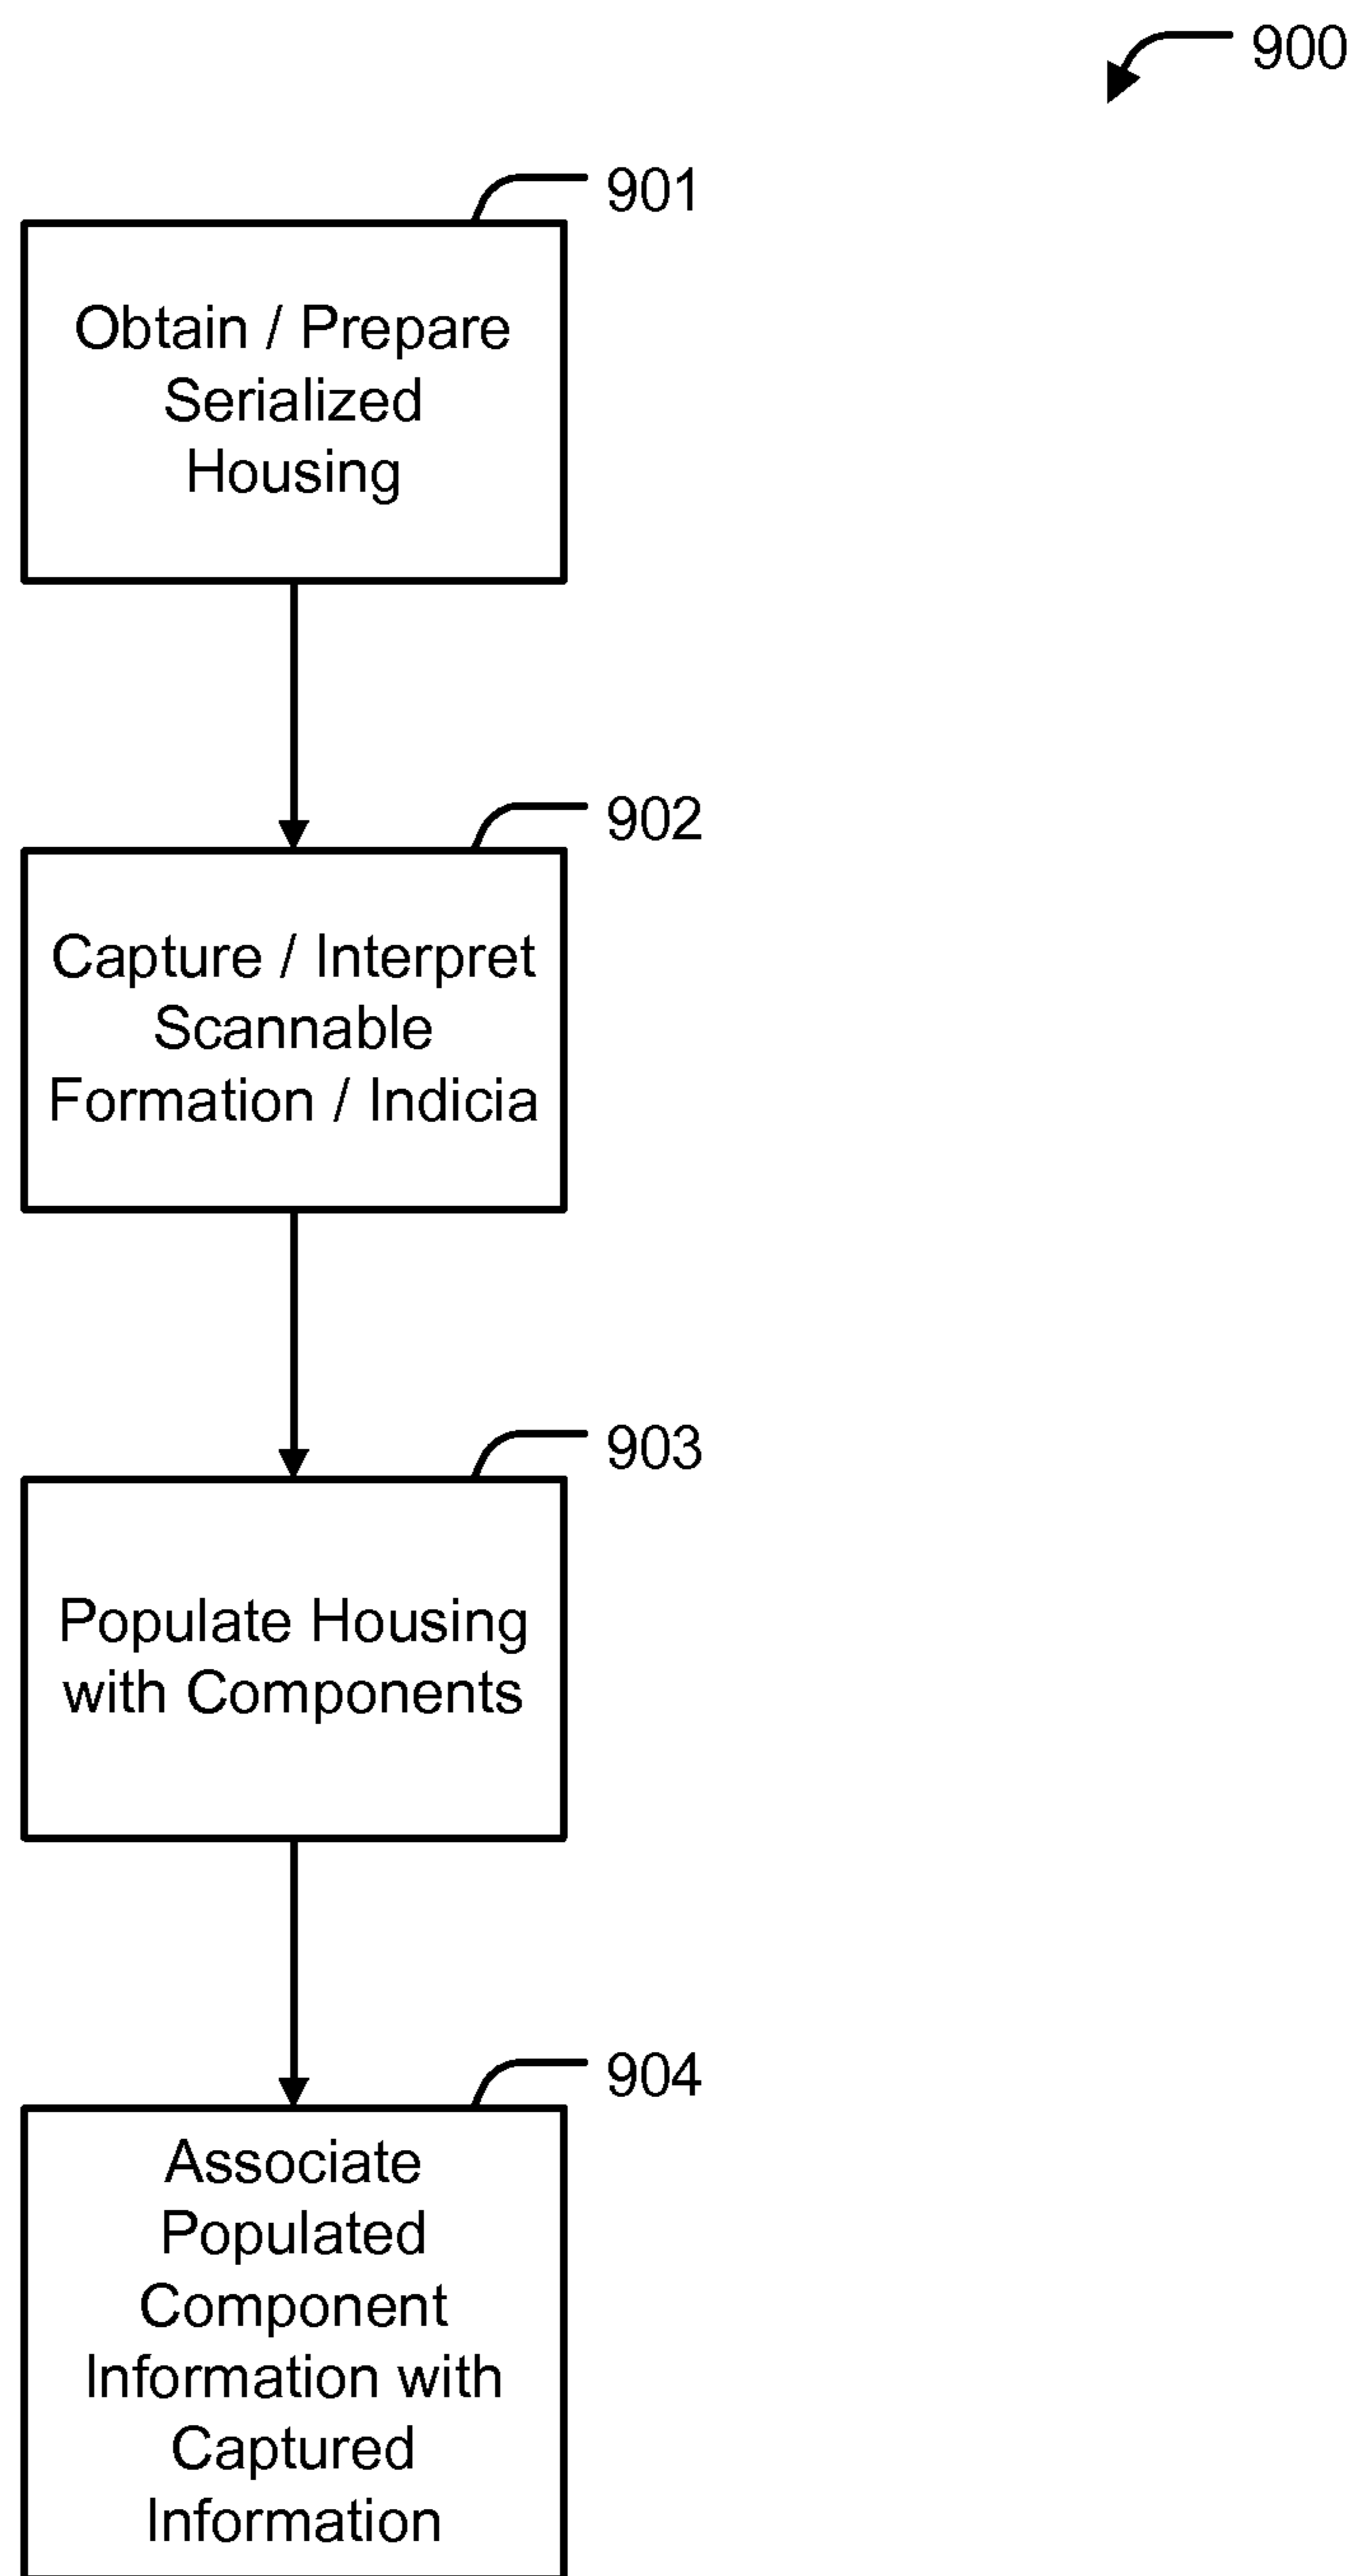 900
901
Obtain / Prepare
Serialized
Housing
902
Capture / Interpret
Scannable
Formation / Indicia
903
Populate Housing
with Components
904
Associate
Populated
Component
Information with
Captured
Information